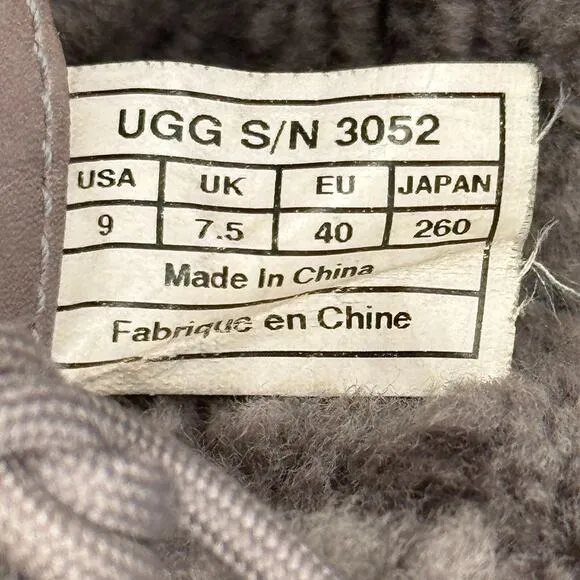 UGG S/N 3052
USA UK EU JAPAN
9 7.5 40 260
Made In China
Fabrique en Chine